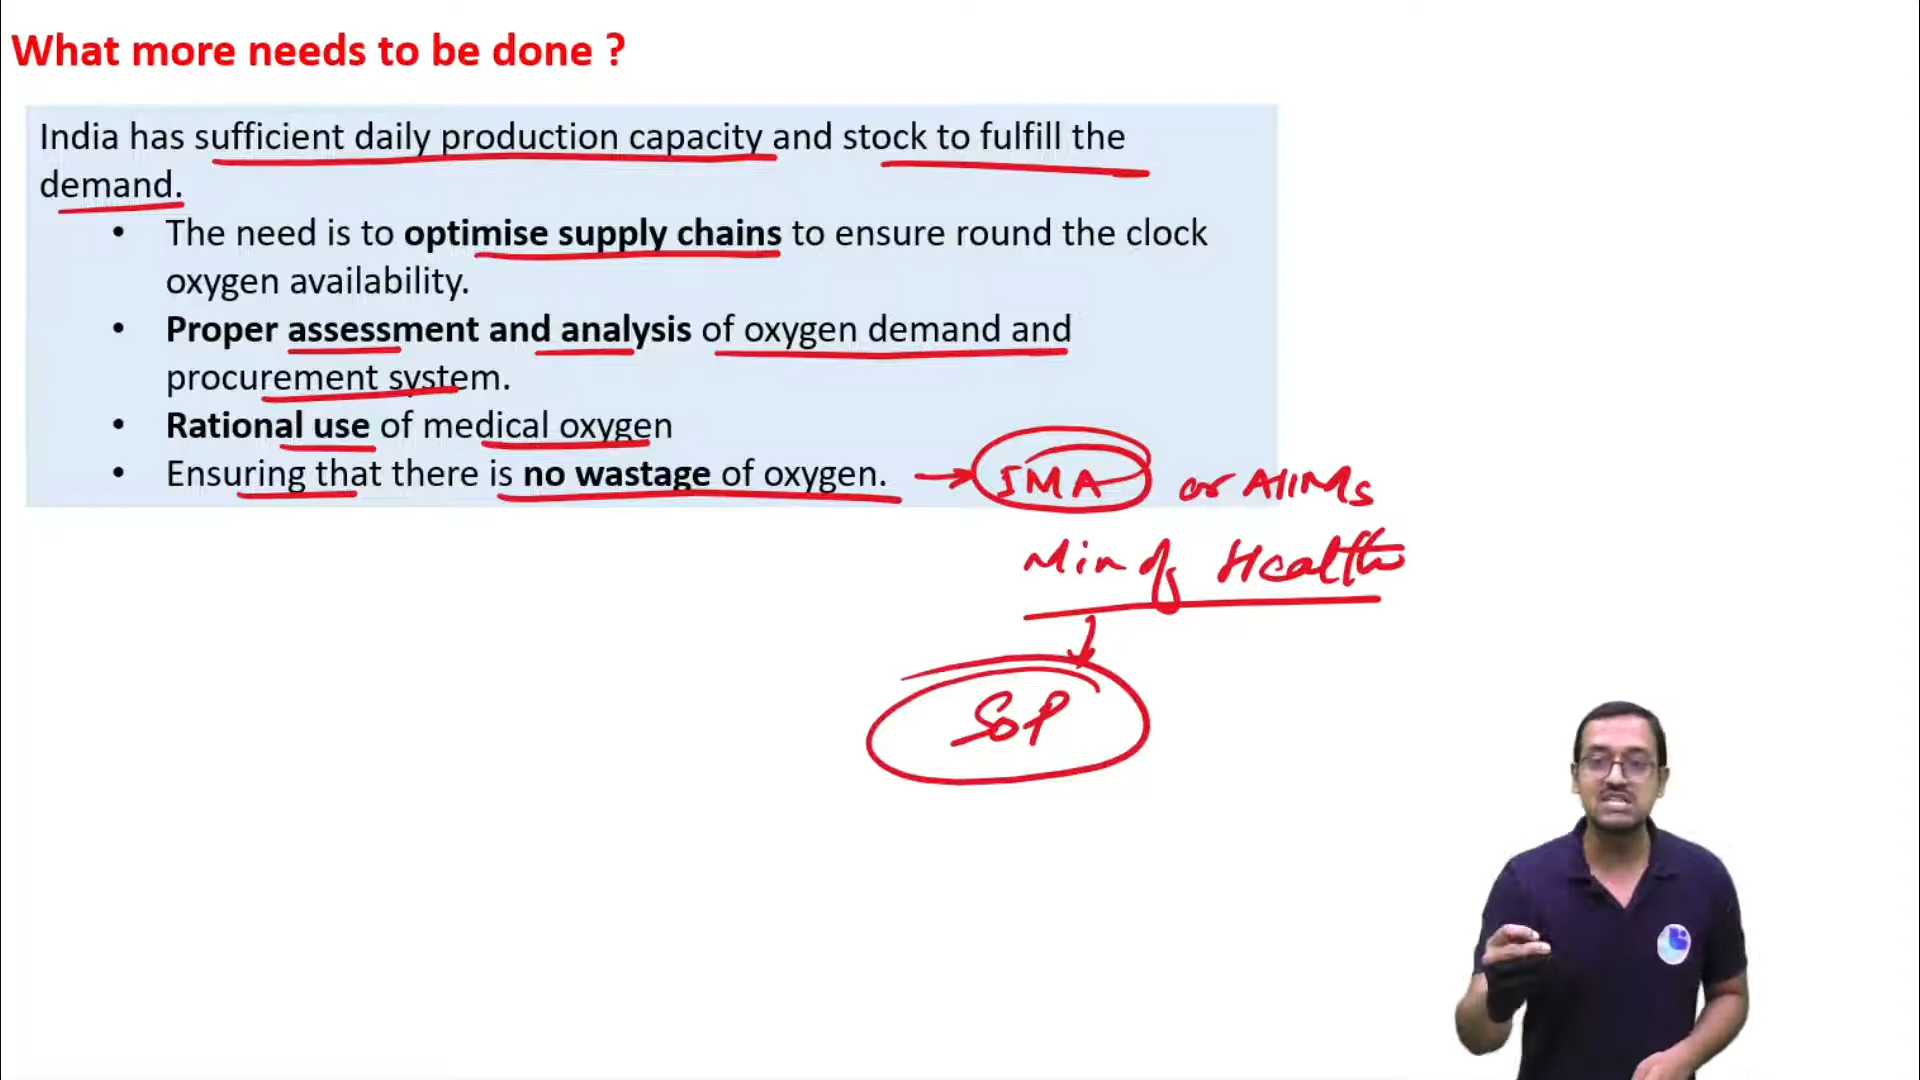 What more needs to be done ?
India has sufficient daily production capacity and stock to fulfill the
demand.
• The need is to optimise supply chains to ensure round the clock
oxygen availability.
• Proper assessment and analysis of oxygen demand and
procurement system.
• Rational use of medical oxygen
• Ensuring that there is no wastage of oxygen. → IMA or AIIMs
Min of Health
SOP